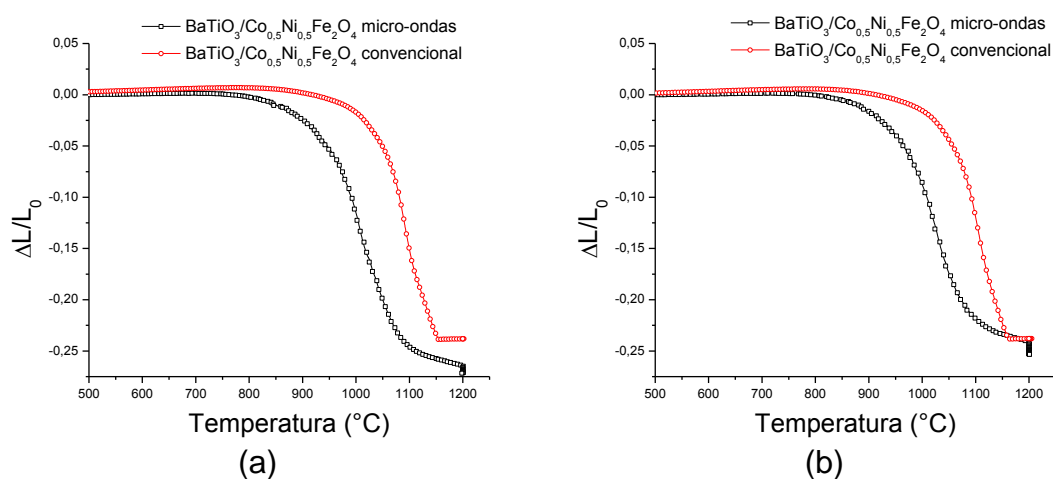 BaTiO₃/Co₀,₅Ni₀,₅Fe₂O₄ micro-ondas
BaTiO₃/Co₀,₅Ni₀,₅Fe₂O₄ convencional
0,05
0,00
-0,05
-0,10
-0,15
-0,20
-0,25
ΔL/L₀
500 600 700 800 900 1000 1100 1200
Temperatura (°C)
(a)
BaTiO₃/Co₀,₅Ni₀,₅Fe₂O₄ micro-ondas
BaTiO₃/Co₀,₅Ni₀,₅Fe₂O₄ convencional
0,05
0,00
-0,05
-0,10
-0,15
-0,20
-0,25
ΔL/L₀
500 600 700 800 900 1000 1100 1200
Temperatura (°C)
(b)